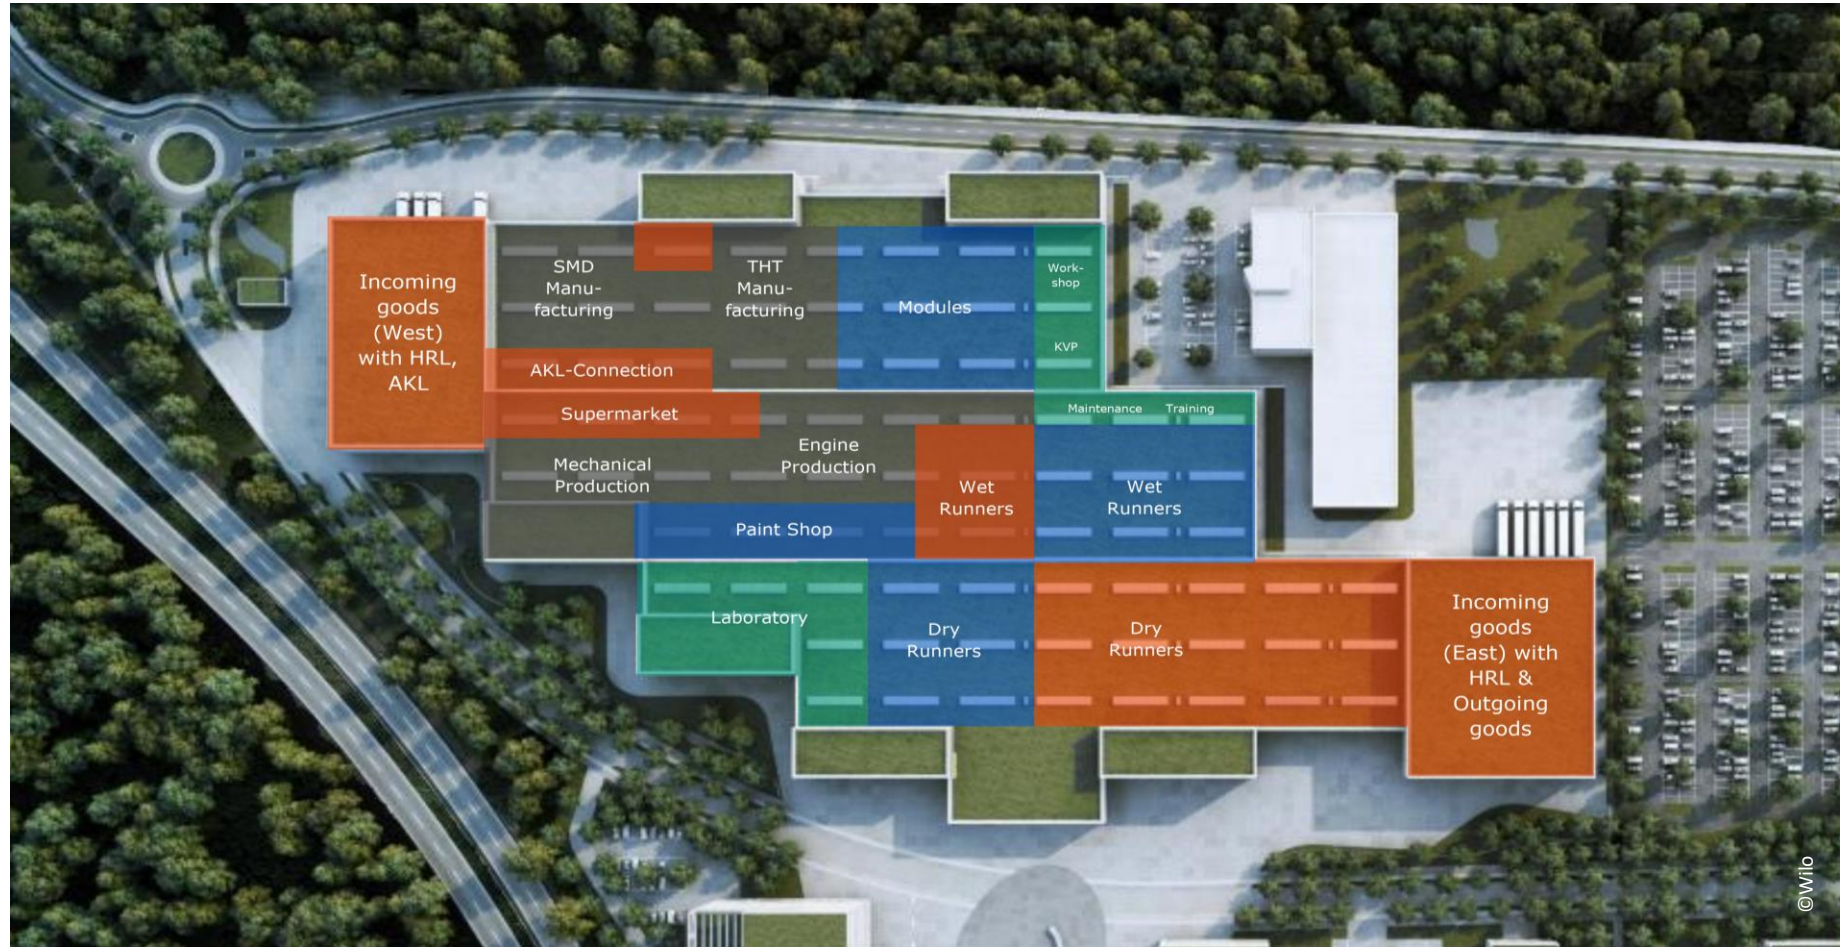 Incoming
goods
(West)
with HRL,
AKL
SMD
Manu-
facturing
THT
Manu-
facturing
Modules
Work-
shop
KVP
AKL-Connection
Supermarket
Maintenance
Training
Mechanical
Production
Engine
Production
Wet
Runners
Wet
Runners
Paint Shop
Laboratory
Dry
Runners
Dry
Runners
Incoming
goods
(East) with
HRL &
Outgoing
goods
©Wilo